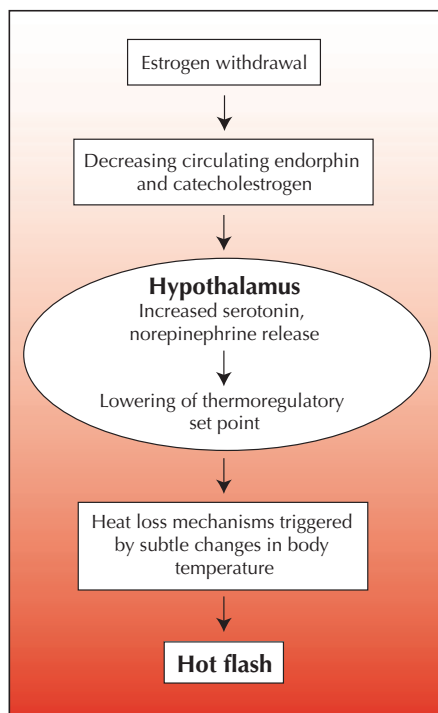 Estrogen withdrawal
Decreasing circulating endorphin
and catecholestrogen
Hypothalamus
Increased serotonin,
norepinephrine release
Lowering of thermoregulatory
set point
Heat loss mechanisms triggered
by subtle changes in body
temperature
Hot flash